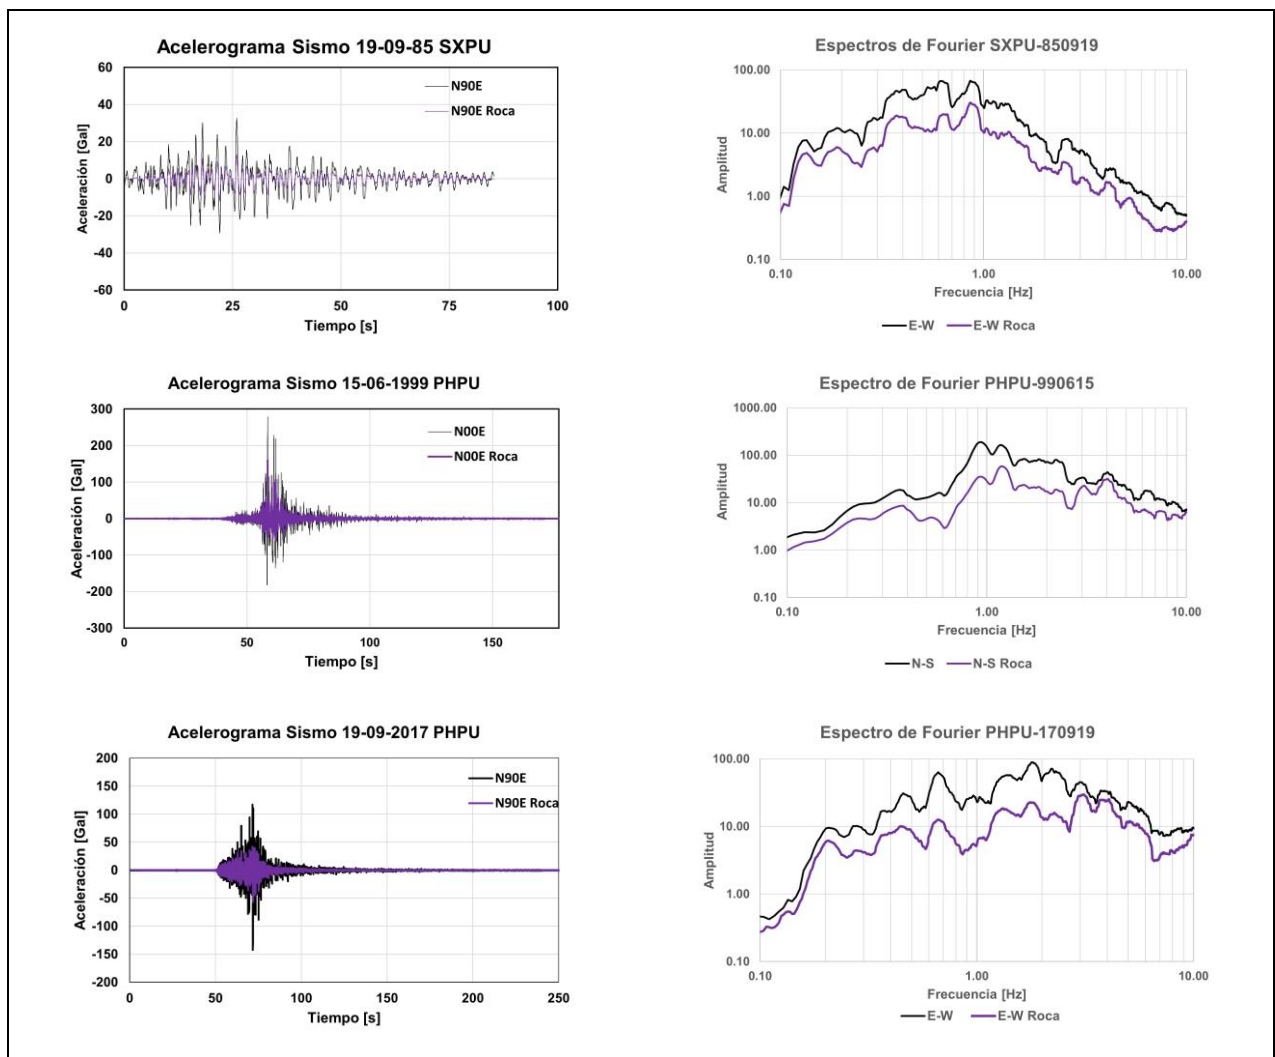 Acelerograma Sismo 19-09-85 SXPU
60
40
20
0
-20
-40
-60
Aceleración [Gal]
N90E
N90E Roca
0 25 50 75 100
Tiempo [s]
Espectros de Fourier SXPU-850919
100.00
10.00
1.00
0.10
Amplitud
0.10 1.00 10.00
Frecuencia [Hz]
E-W E-W Roca
Acelerograma Sismo 15-06-1999 PHPU
300
200
100
0
-100
-200
-300
Aceleración [Gal]
N00E
N00E Roca
0 50 100 150
Tiempo [s]
Espectro de Fourier PHPU-990615
1000.00
100.00
10.00
1.00
0.10
Amplitud
0.10 1.00 10.00
Frecuencia [Hz]
N-S N-S Roca
Acelerograma Sismo 19-09-2017 PHPU
200
150
100
50
0
-50
-100
-150
-200
Aceleración [Gal]
N90E
N90E Roca
0 50 100 150 200 250
Tiempo [s]
Espectro de Fourier PHPU-170919
100.00
10.00
1.00
0.10
Amplitud
0.10 1.00 10.00
Frecuencia [Hz]
E-W E-W Roca